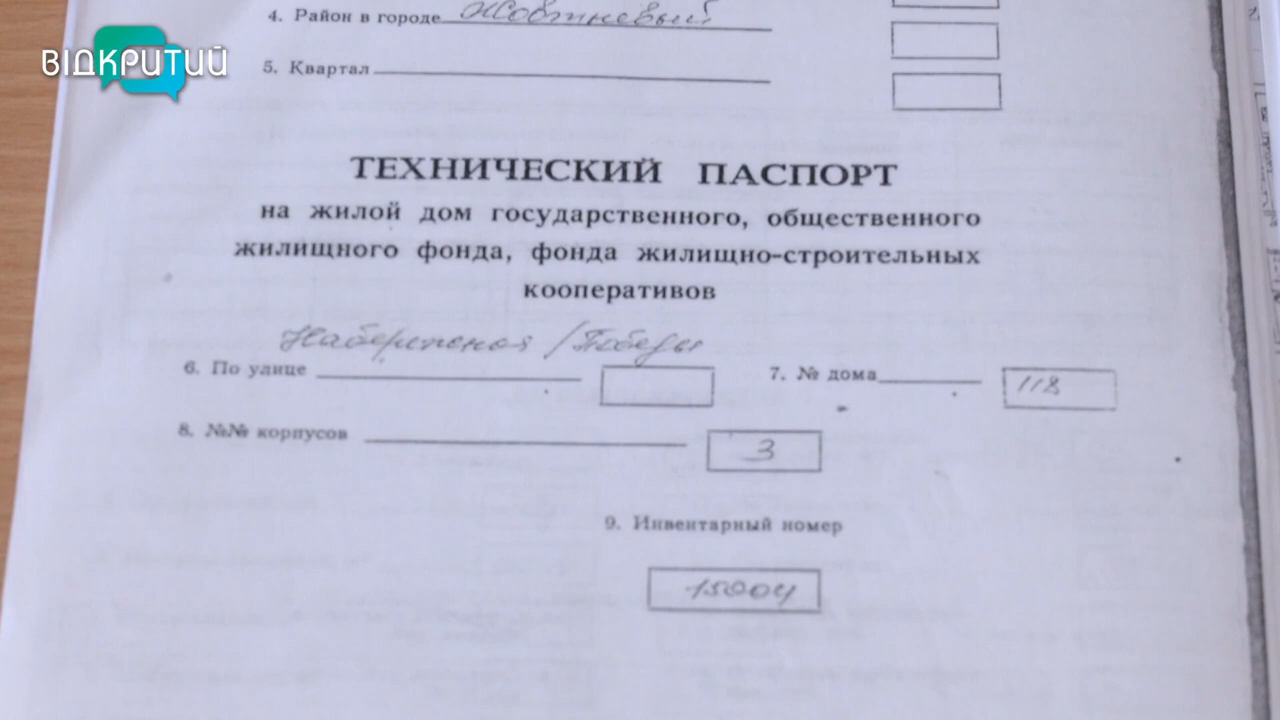 4. Район в городе Жовтневый
ВІДКРИТИЙ
5. Квартал
ТЕХНИЧЕСКИЙ ПАСПОРТ
на жилой дом государственного, общественного
жилищного фонда, фонда жилищно-строительных
кооперативов
Набережная /Победы
6. По улице
7. № дома 118
8. №№ корпусов 3
9. Инвентарный номер
15004